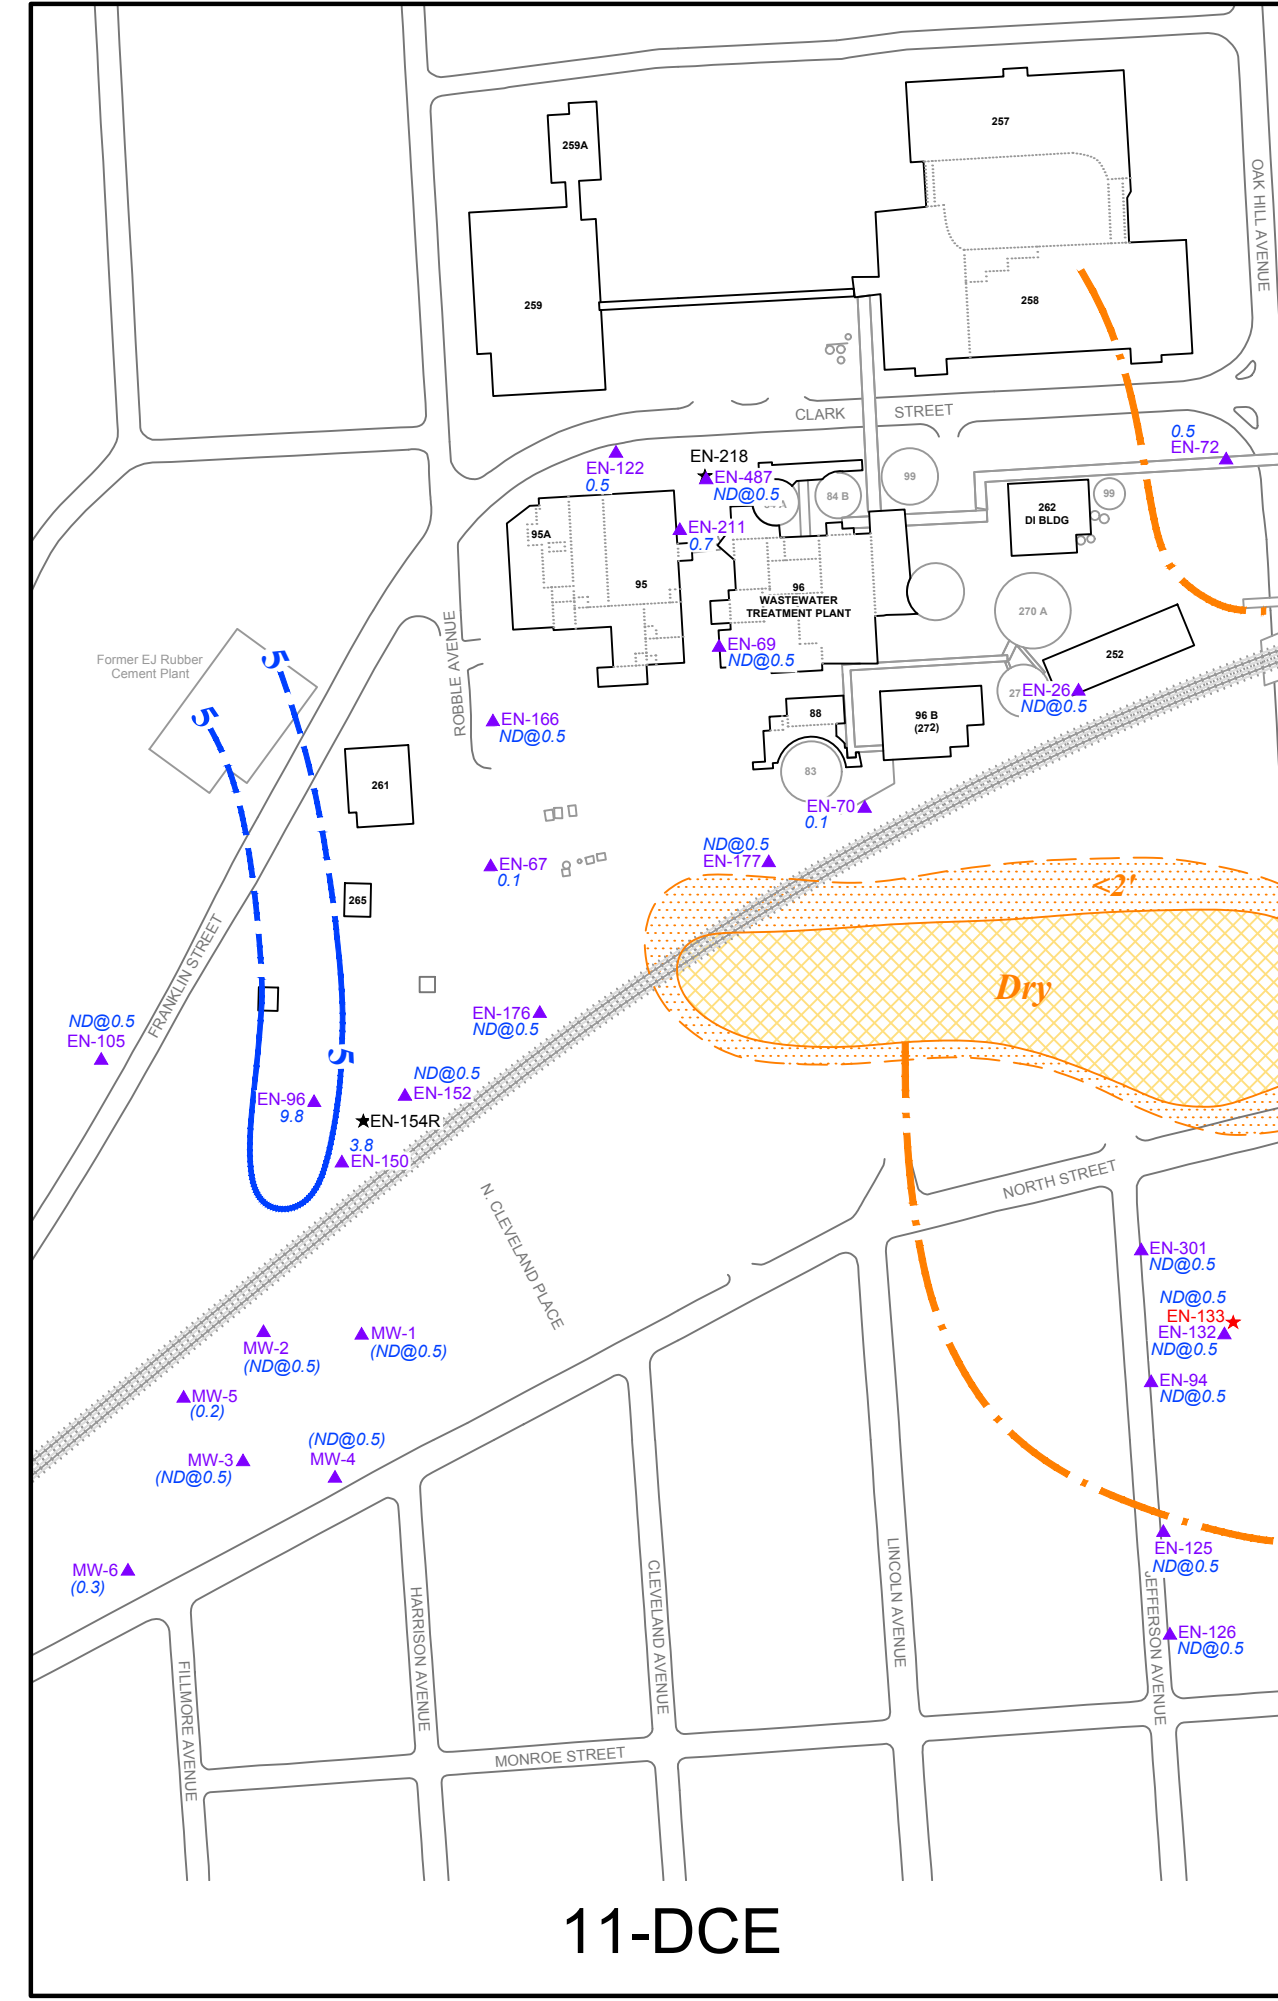 257
259A
OAK HILL AVENUE
259
258
CLARK STREET
0.5
EN-72
EN-122
0.5
EN-218
EN-487
ND@0.5
84 B
99
99
262
DI BLDG
95A
EN-211
0.7
95
96
WASTEWATER
TREATMENT PLANT
270 A
ROBBLE AVENUE
EN-69
ND@0.5
252
Former EJ Rubber
Cement Plant
5
5
EN-26
ND@0.5
EN-166
ND@0.5
88
96 B
(272)
83
261
EN-70
0.1
ND@0.5
EN-177
EN-67
0.1
<2'
265
FRANKLIN STREET
Dry
ND@0.5
EN-105
EN-176
ND@0.5
5
ND@0.5
EN-152
EN-96
9.8
EN-154R
3.8
EN-150
NORTH STREET
N. CLEVELAND PLACE
EN-301
ND@0.5
ND@0.5
EN-133
EN-132
ND@0.5
MW-2
(ND@0.5)
MW-1
(ND@0.5)
EN-94
ND@0.5
MW-5
(0.2)
MW-3
(ND@0.5)
(ND@0.5)
MW-4
EN-125
ND@0.5
MW-6
(0.3)
HARRISON AVENUE
CLEVELAND AVENUE
LINCOLN AVENUE
JEFFERSON AVENUE
EN-126
ND@0.5
FILLMORE AVENUE
MONROE STREET
11-DCE